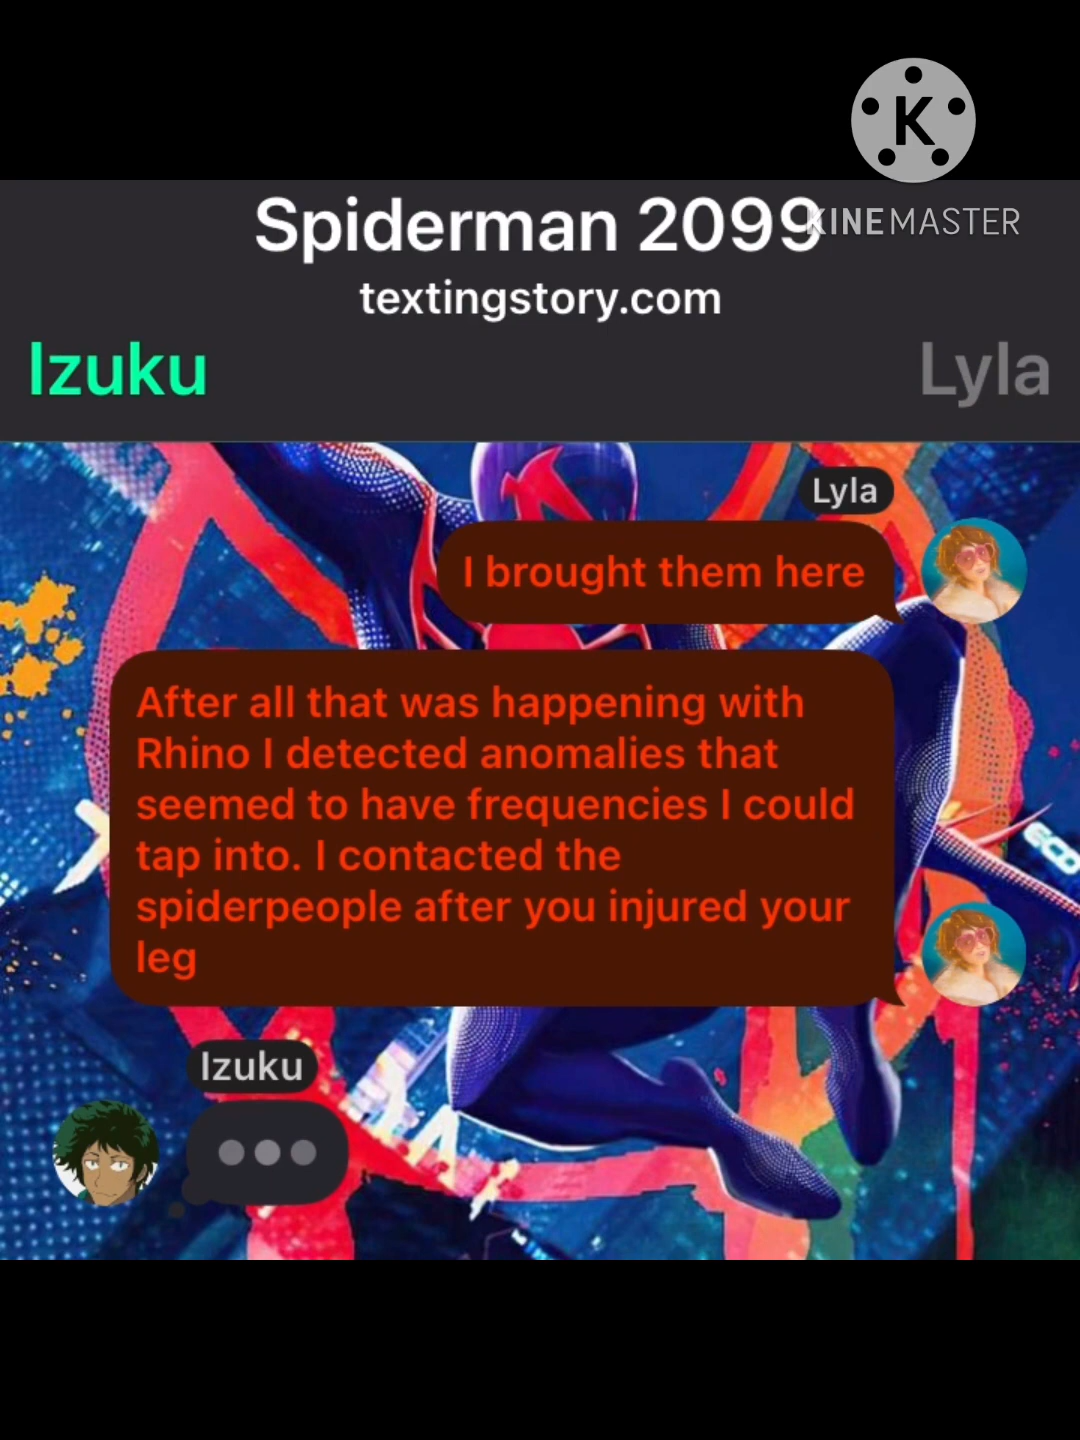 K
KINEMASTER
Spiderman 2099
textingstory.com
Izuku
Lyla
Lyla
I brought them here
After all that was happening with
Rhino I detected anomalies that
seemed to have frequencies I could
tap into. I contacted the
spiderpeople after you injured your
leg
Izuku